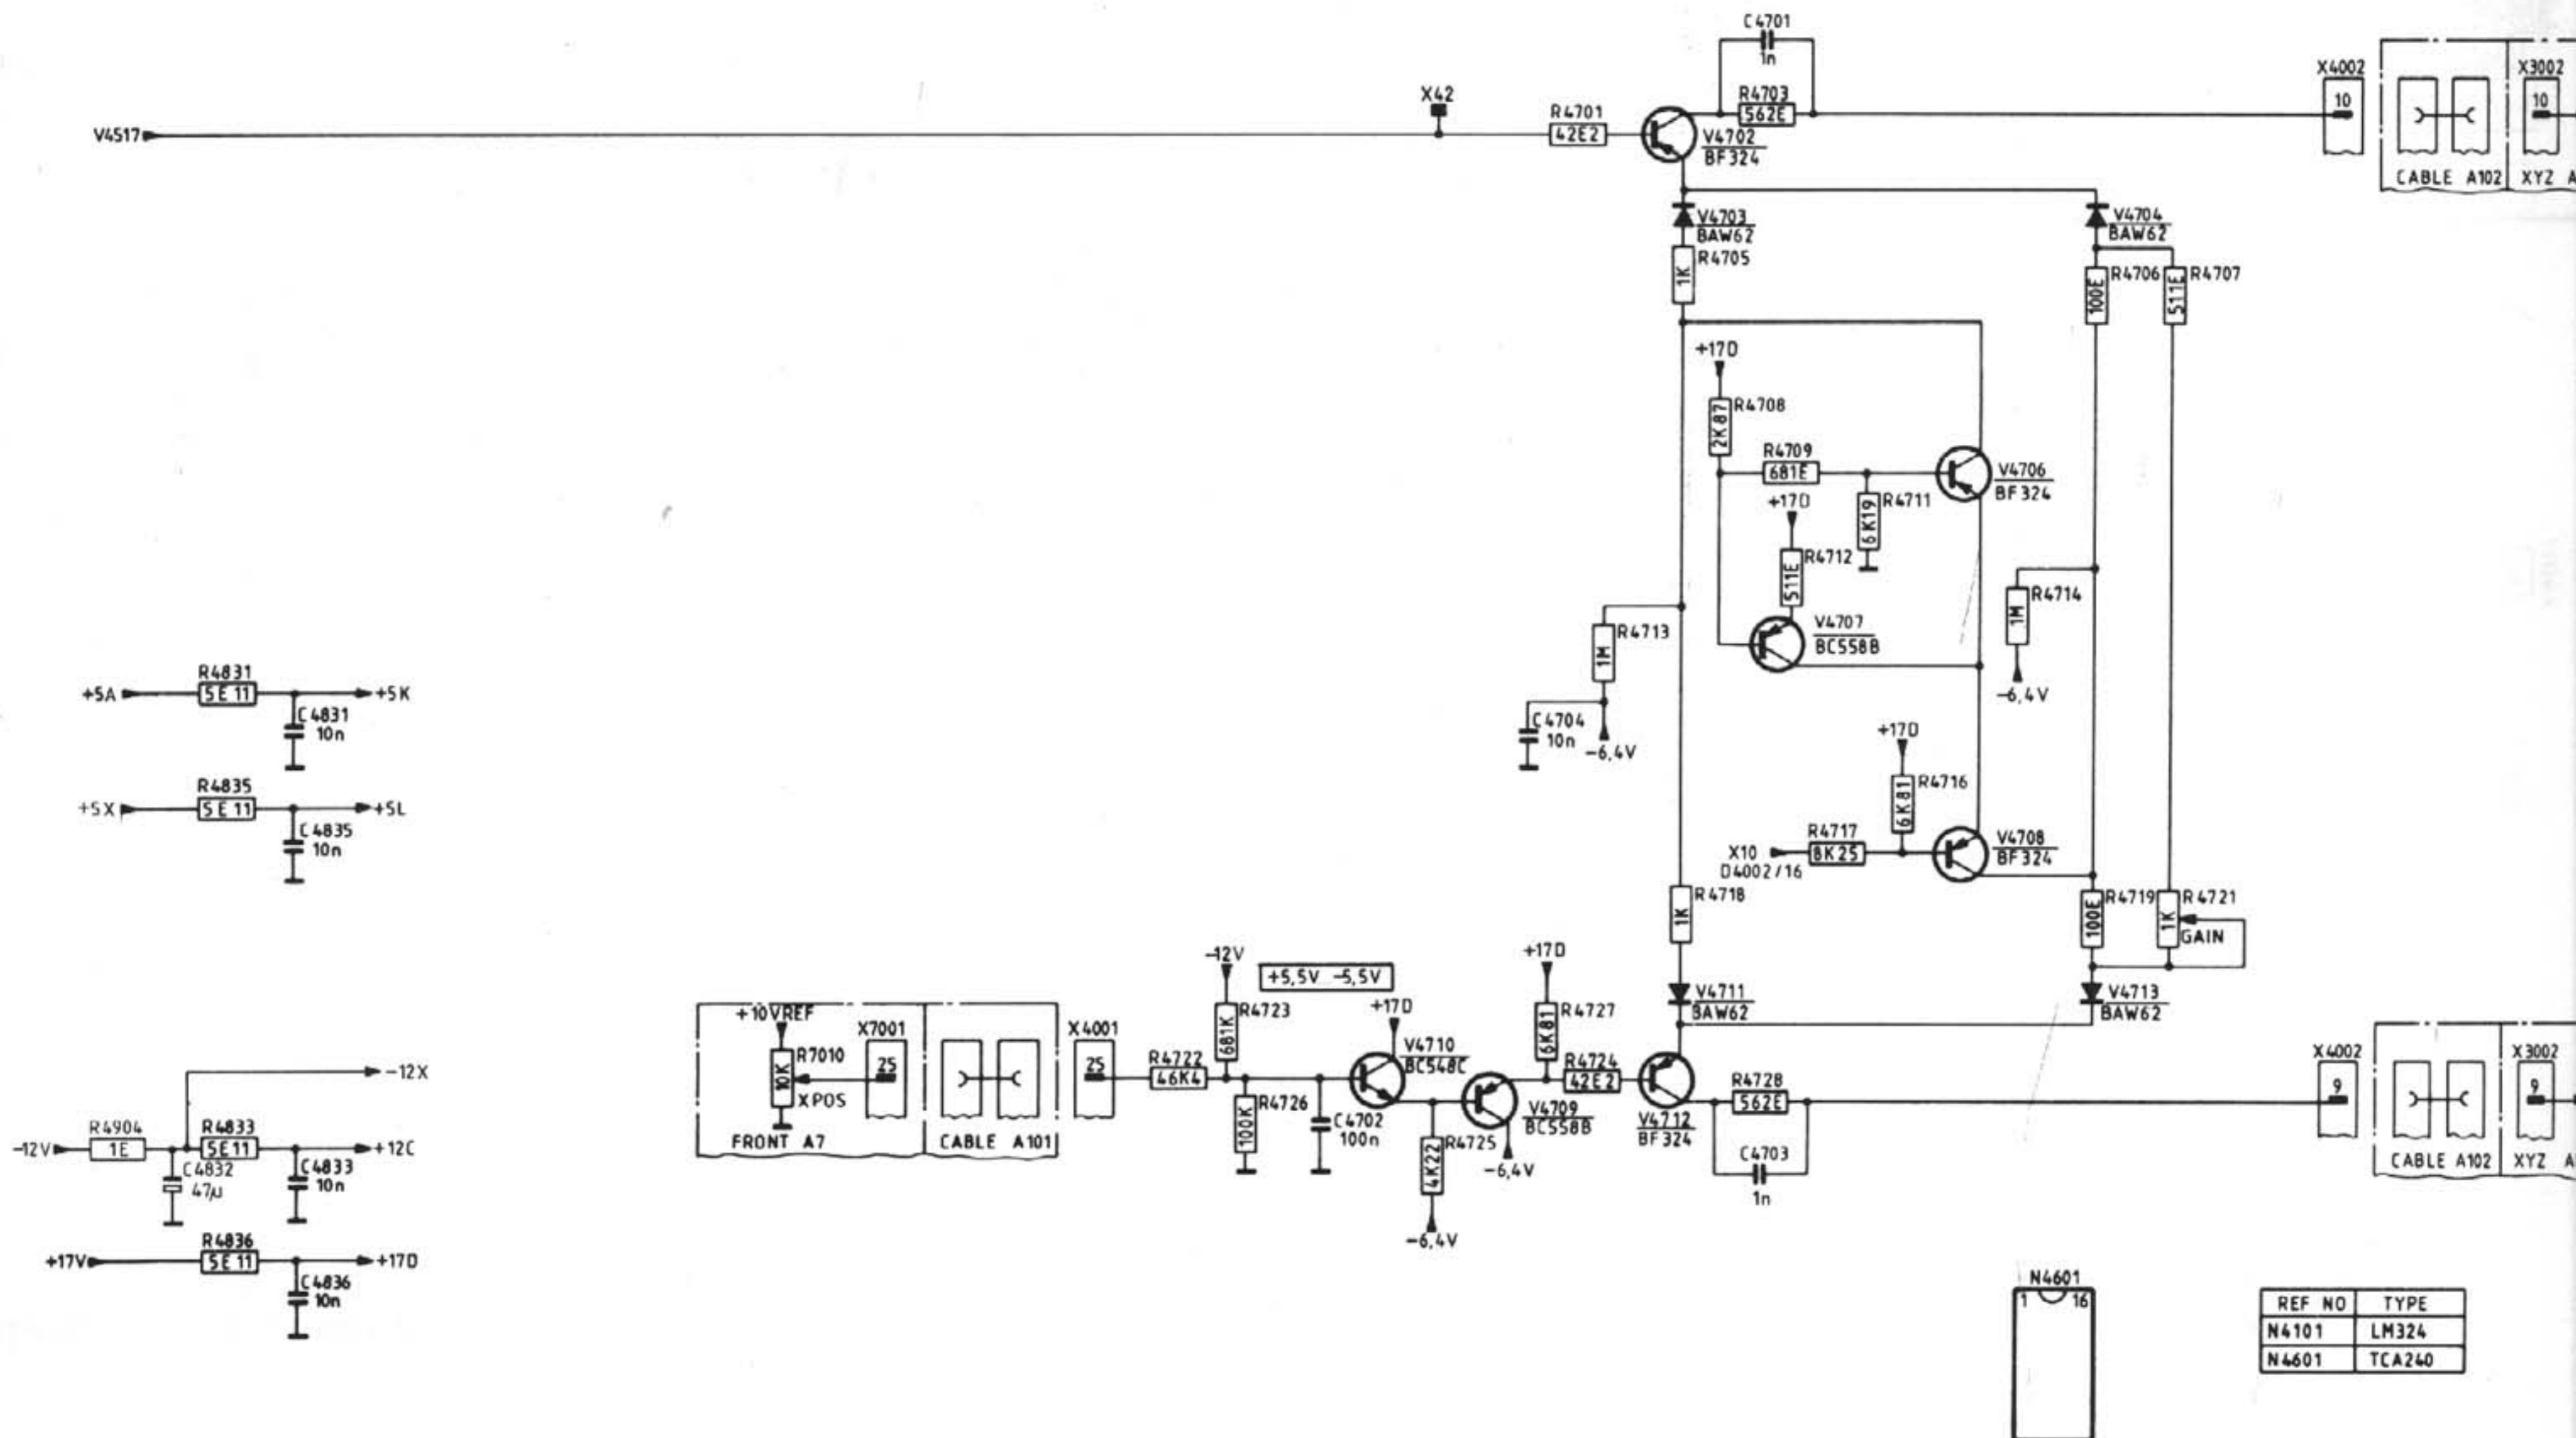 C4701
1n
X4002
X3002
X42
R4701
R4703
10
10
V4517
42E2
562E
V4702
BF324
CABLE A102
XYZ A
V4703
BAW62
V4704
BAW62
R4705
1K
R4706
100E
R4707
511E
+17D
R4708
2K87
R4709
681E
V4706
BF324
+17D
R4711
6K19
R4712
511E
R4714
1M
-6,4V
R4713
1M
V4707
BC558B
R4831
+5A
5E11
+5K
C4831
10n
C4704
10n
-6,4V
+17D
R4716
6K81
R4835
+5X
5E11
+5L
C4835
10n
R4717
X10
8K25
D4002/16
V4708
BF324
R4718
1K
R4719
100E
R4721
1K
GAIN
-12V
+5,5V -5,5V
+17D
+10VREF
R4723
681K
+17D
R4727
6K81
V4711
BAW62
V4713
BAW62
X7001
X4001
R7010
10K
25
25
XPOS
R4722
46K4
V4710
BC548C
R4724
42E2
R4728
562E
X4002
X3002
9
9
-12X
FRONT A7
CABLE A101
R4726
100K
C4702
100n
R4725
4K22
V4709
BC558B
-6,4V
V4712
BF324
C4703
1n
CABLE A102
XYZ A
R4904
R4833
-12V
1E
5E11
+12C
C4832
47µ
C4833
10n
-6,4V
R4836
+17V
5E11
+17D
C4836
10n
N4601
1
16
REF NO TYPE
N4101 LM324
N4601 TCA240